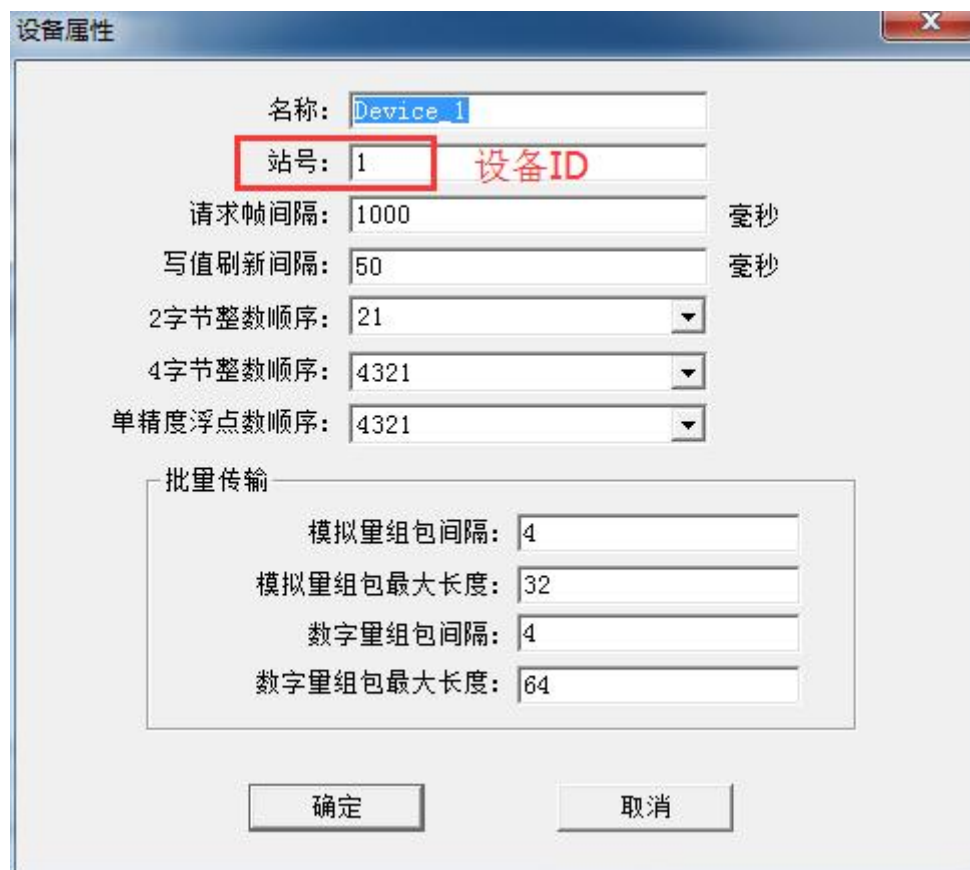 设备属性
名称： Device_1
站号： 1 设备ID
请求帧间隔： 1000 毫秒
写值刷新间隔： 50 毫秒
2字节整数顺序： 21
4字节整数顺序： 4321
单精度浮点数顺序： 4321
批量传输
模拟量组包间隔： 4
模拟量组包最大长度： 32
数字量组包间隔： 4
数字量组包最大长度： 64
确定 取消